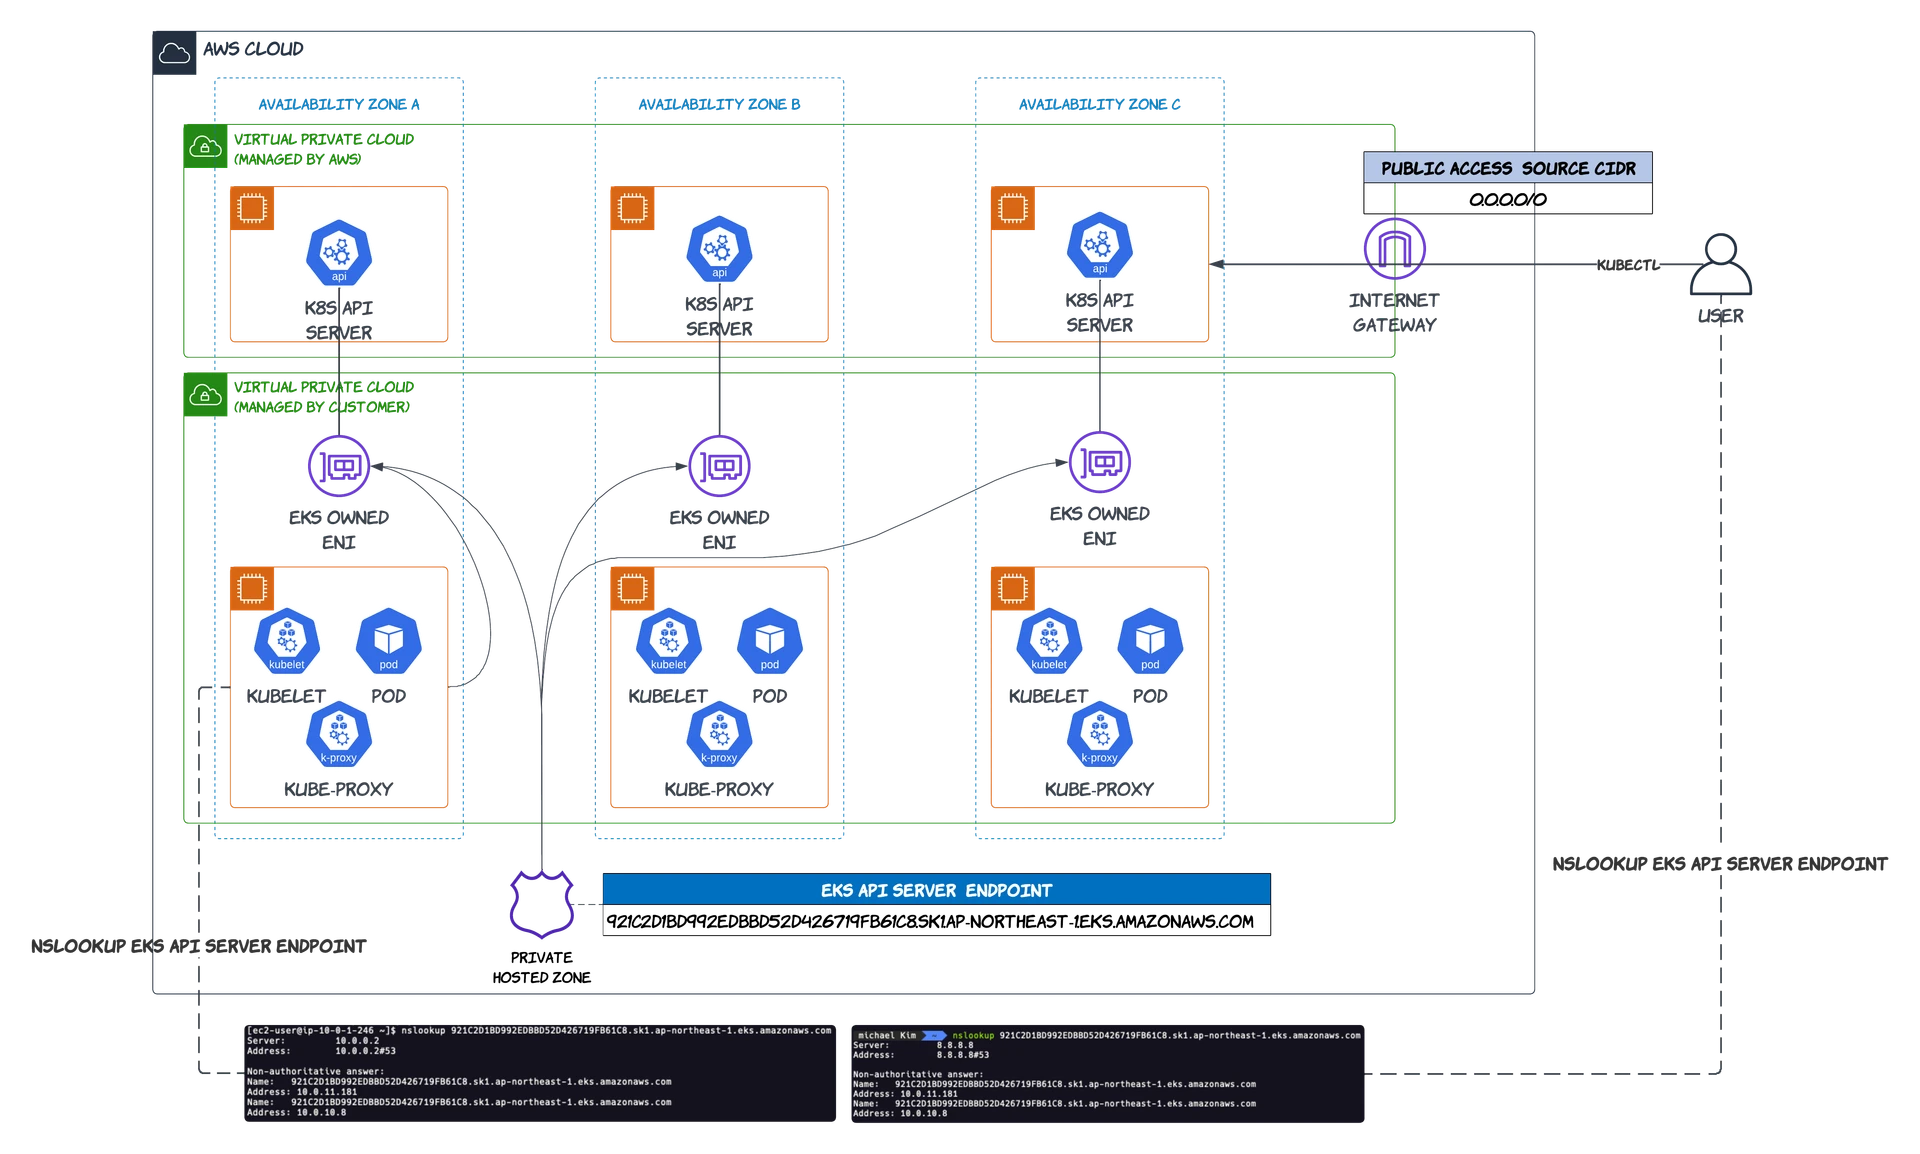 AWS CLOUD
AVAILABILITY ZONE A
AVAILABILITY ZONE B
AVAILABILITY ZONE C
VIRTUAL PRIVATE CLOUD
(MANAGED BY AWS)
PUBLIC ACCESS SOURCE CIDR
0.0.0.0/0
api
K8S API
SERVER
api
K8S API
SERVER
api
K8S API
SERVER
INTERNET
GATEWAY
KUBECTL
USER
VIRTUAL PRIVATE CLOUD
(MANAGED BY CUSTOMER)
EKS OWNED
ENI
EKS OWNED
ENI
EKS OWNED
ENI
kubelet
KUBELET
pod
POD
k-proxy
KUBE-PROXY
kubelet
KUBELET
pod
POD
k-proxy
KUBE-PROXY
kubelet
KUBELET
pod
POD
k-proxy
KUBE-PROXY
NSLOOKUP EKS API SERVER ENDPOINT
EKS API SERVER ENDPOINT
921C2D1BD992EDBBD52D426719FB61C8.SK1.AP-NORTHEAST-1.EKS.AMAZONAWS.COM
NSLOOKUP EKS API SERVER ENDPOINT
PRIVATE
HOSTED ZONE
[ec2-user@ip-10-0-1-246 ~]$ nslookup 921C2D1BD992EDBBD52D426719FB61C8.sk1.ap-northeast-1.eks.amazonaws.com
Server: 10.0.0.2
Address: 10.0.0.2#53
Non-authoritative answer:
Name: 921C2D1BD992EDBBD52D426719FB61C8.sk1.ap-northeast-1.eks.amazonaws.com
Address: 10.0.11.181
Name: 921C2D1BD992EDBBD52D426719FB61C8.sk1.ap-northeast-1.eks.amazonaws.com
Address: 10.0.10.8
michael Kim ~ nslookup 921C2D1BD992EDBBD52D426719FB61C8.sk1.ap-northeast-1.eks.amazonaws.com
Server: 8.8.8.8
Address: 8.8.8.8#53
Non-authoritative answer:
Name: 921C2D1BD992EDBBD52D426719FB61C8.sk1.ap-northeast-1.eks.amazonaws.com
Address: 10.0.11.181
Name: 921C2D1BD992EDBBD52D426719FB61C8.sk1.ap-northeast-1.eks.amazonaws.com
Address: 10.0.10.8